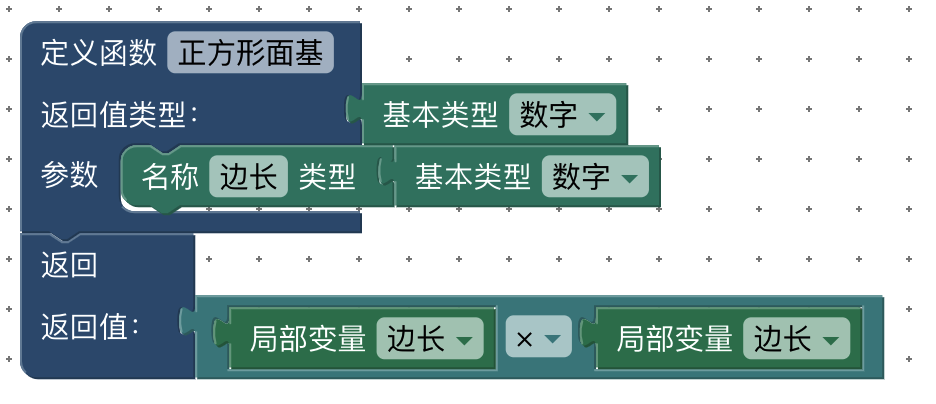 定义函数 正方形面基
返回值类型: 基本类型 数字
参数 名称 边长 类型 基本类型 数字
返回
返回值: 局部变量 边长 × 局部变量 边长